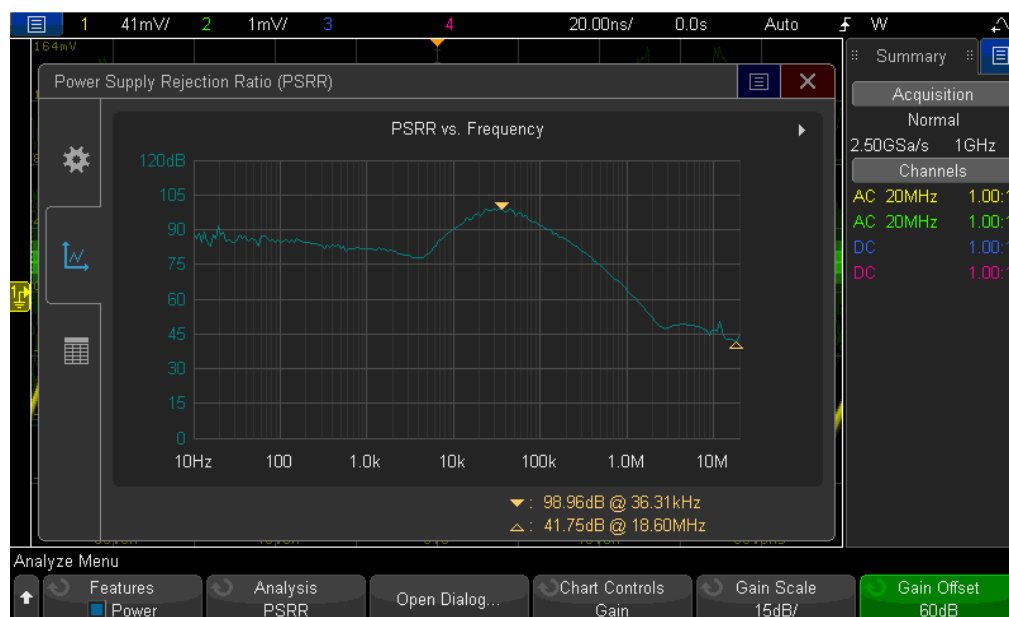 1 41mV/ 2 1mV/ 3 4 20.00ns/ 0.0s Auto W
164mV
Summary
Power Supply Rejection Ratio (PSRR)
Acquisition
Normal
2.50GSa/s 1GHz
Channels
AC 20MHz 1.00:1
AC 20MHz 1.00:1
DC 1.00:1
DC 1.00:1
PSRR vs. Frequency
120dB
105
90
75
60
45
30
15
0
10Hz 100 1.0k 10k 100k 1.0M 10M
: 98.96dB @ 36.31kHz
: 41.75dB @ 18.60MHz
1
Analyze Menu
Features
Power
Analysis
PSRR
Open Dialog...
Chart Controls
Gain
Gain Scale
15dB/
Gain Offset
60dB